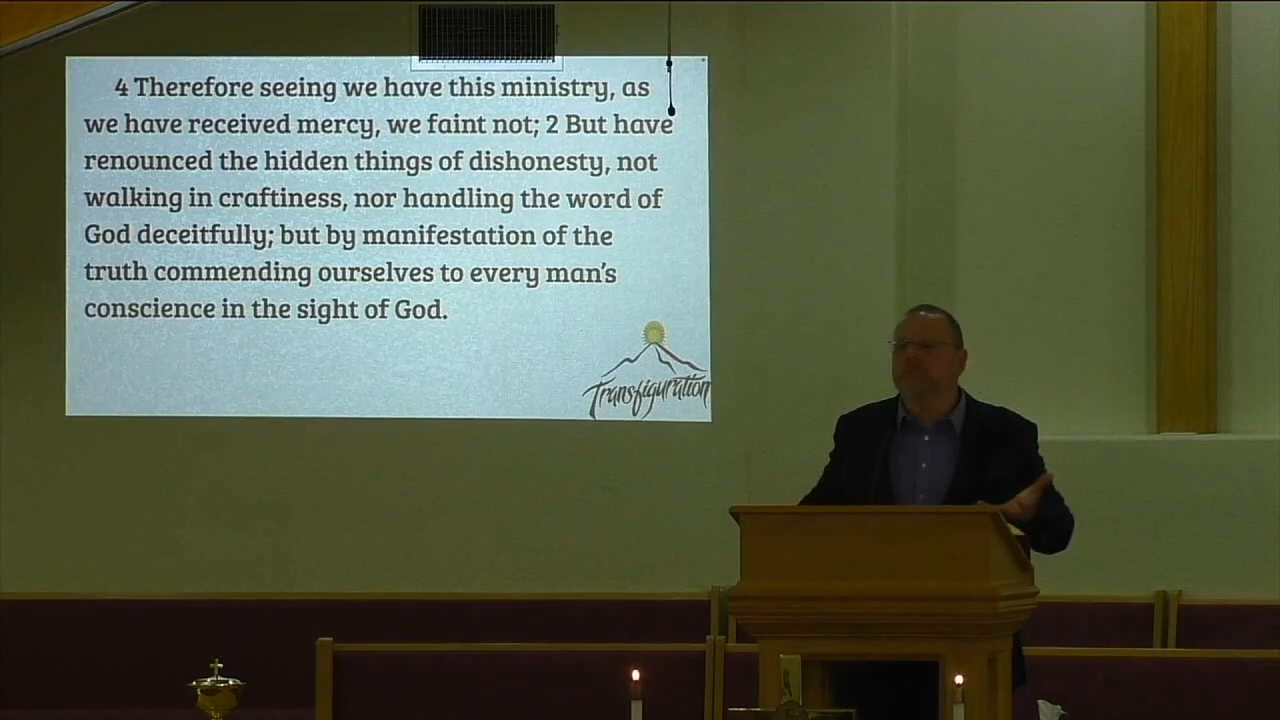 4 Therefore seeing we have this ministry, as
we have received mercy, we faint not; 2 But have
renounced the hidden things of dishonesty, not
walking in craftiness, nor handling the word of
God deceitfully; but by manifestation of the
truth commending ourselves to every man's
conscience in the sight of God.
Transfiguration